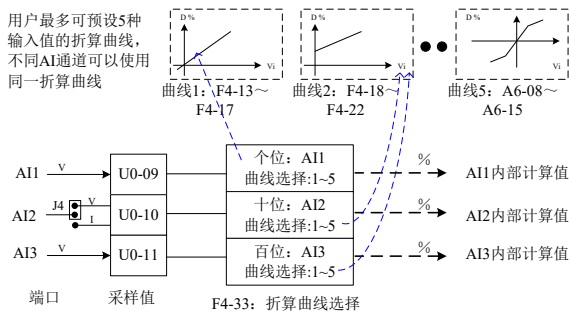 用户最多可预设5种
输入值的折算曲线，
不同AI通道可以使用
同一折算曲线
D %
Vi
曲线1：F4-13～
F4-17
D %
Vi
曲线2：F4-18～
F4-22
D %
Vi
曲线5：A6-08～
A6-15
AI1
V
U0-09
个位：AI1
曲线选择:1~5
%
AI1内部计算值
AI2
J4
V
I
U0-10
十位：AI2
曲线选择:1~5
%
AI2内部计算值
AI3
V
U0-11
百位：AI3
曲线选择:1~5
%
AI3内部计算值
端口
采样值
F4-33：折算曲线选择